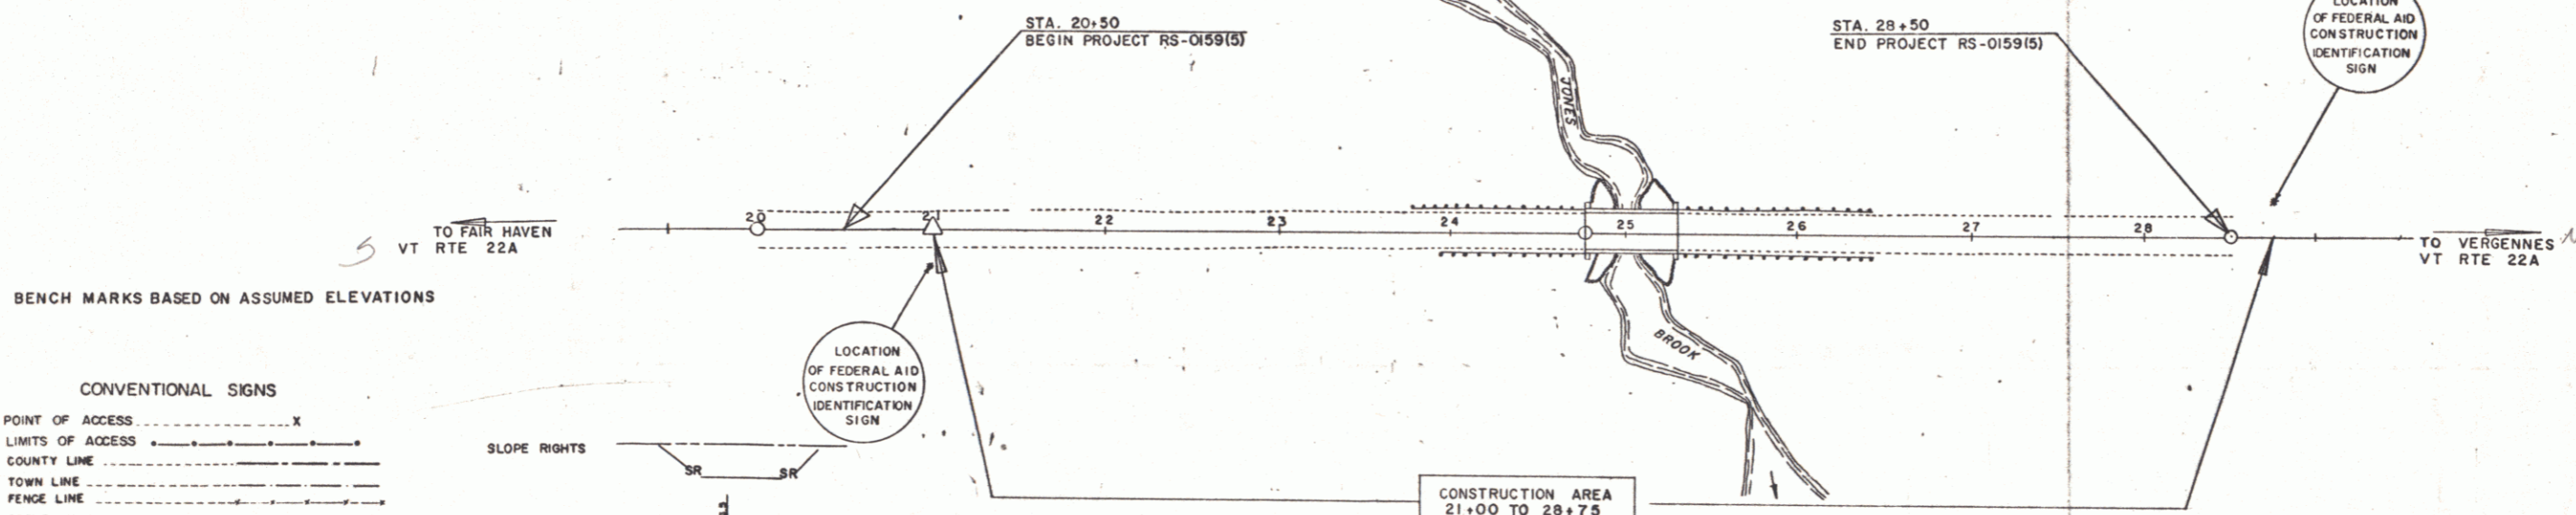 STA. 20+50
BEGIN PROJECT RS-0159(5)
STA. 28+50
END PROJECT RS-0159(5)
LOCATION
OF FEDERAL AID
CONSTRUCTION
IDENTIFICATION
SIGN
JONES
20
21
22
23
24
25
26
27
28
TO FAIR HAVEN
VT RTE 22A
S
TO VERGENNES
VT RTE 22A
BENCH MARKS BASED ON ASSUMED ELEVATIONS
LOCATION
OF FEDERAL AID
CONSTRUCTION
IDENTIFICATION
SIGN
BROOK
CONVENTIONAL SIGNS
POINT OF ACCESS X
LIMITS OF ACCESS
COUNTY LINE
TOWN LINE
FENCE LINE
SLOPE RIGHTS
SR SR
CONSTRUCTION AREA
21+00 TO 28+75